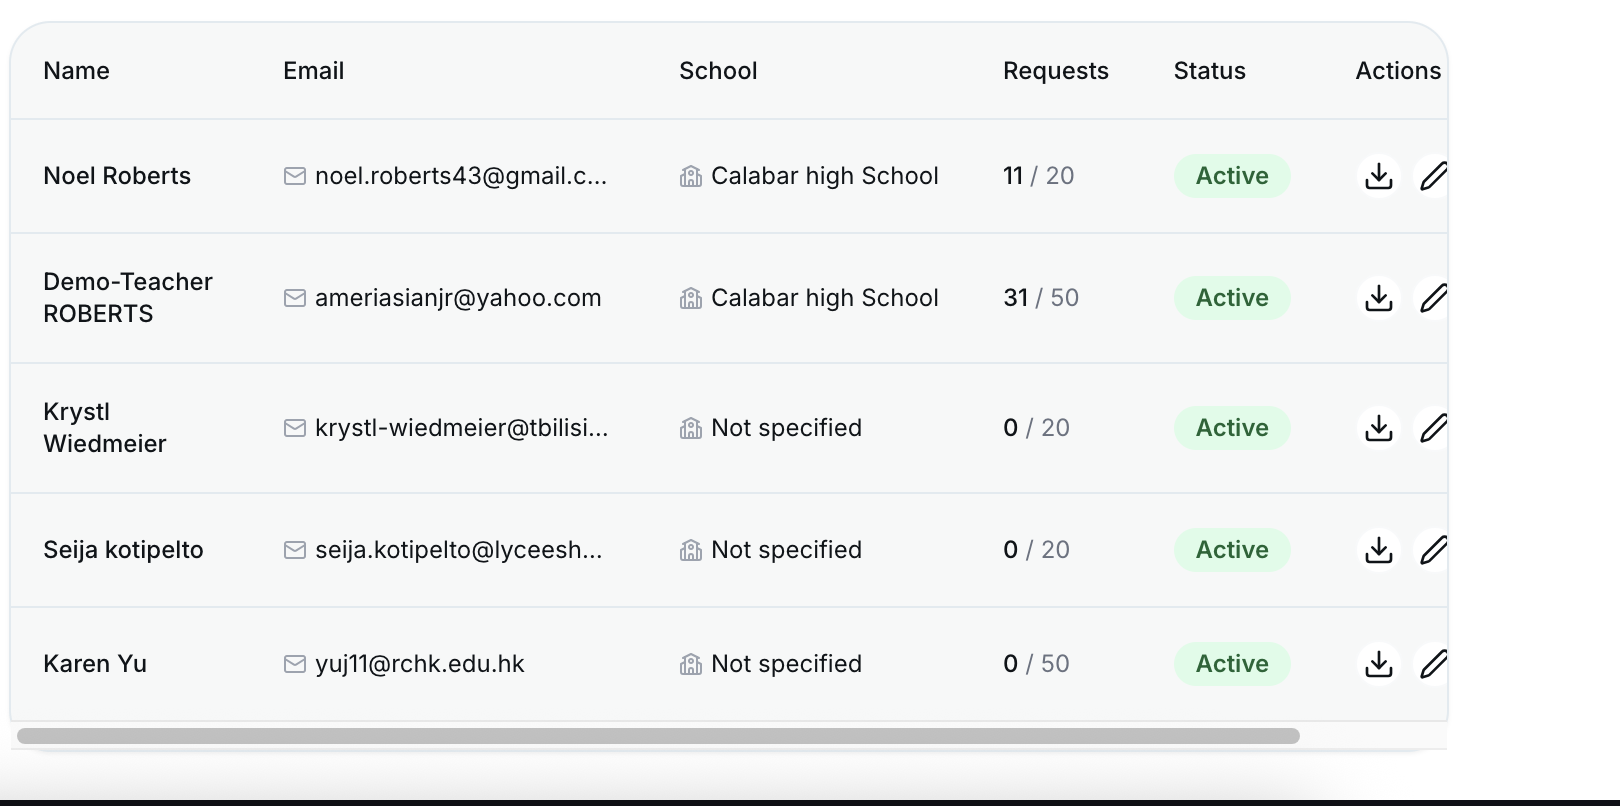 Name Email School Requests Status Actions
Noel Roberts noel.roberts43@gmail.c... Calabar high School 11 / 20 Active
Demo-Teacher
ROBERTS ameriasianjr@yahoo.com Calabar high School 31 / 50 Active
Krystl
Wiedmeier krystl-wiedmeier@tbilisi... Not specified 0 / 20 Active
Seija kotipelto seija.kotipelto@lyceesh... Not specified 0 / 20 Active
Karen Yu yuj11@rchk.edu.hk Not specified 0 / 50 Active